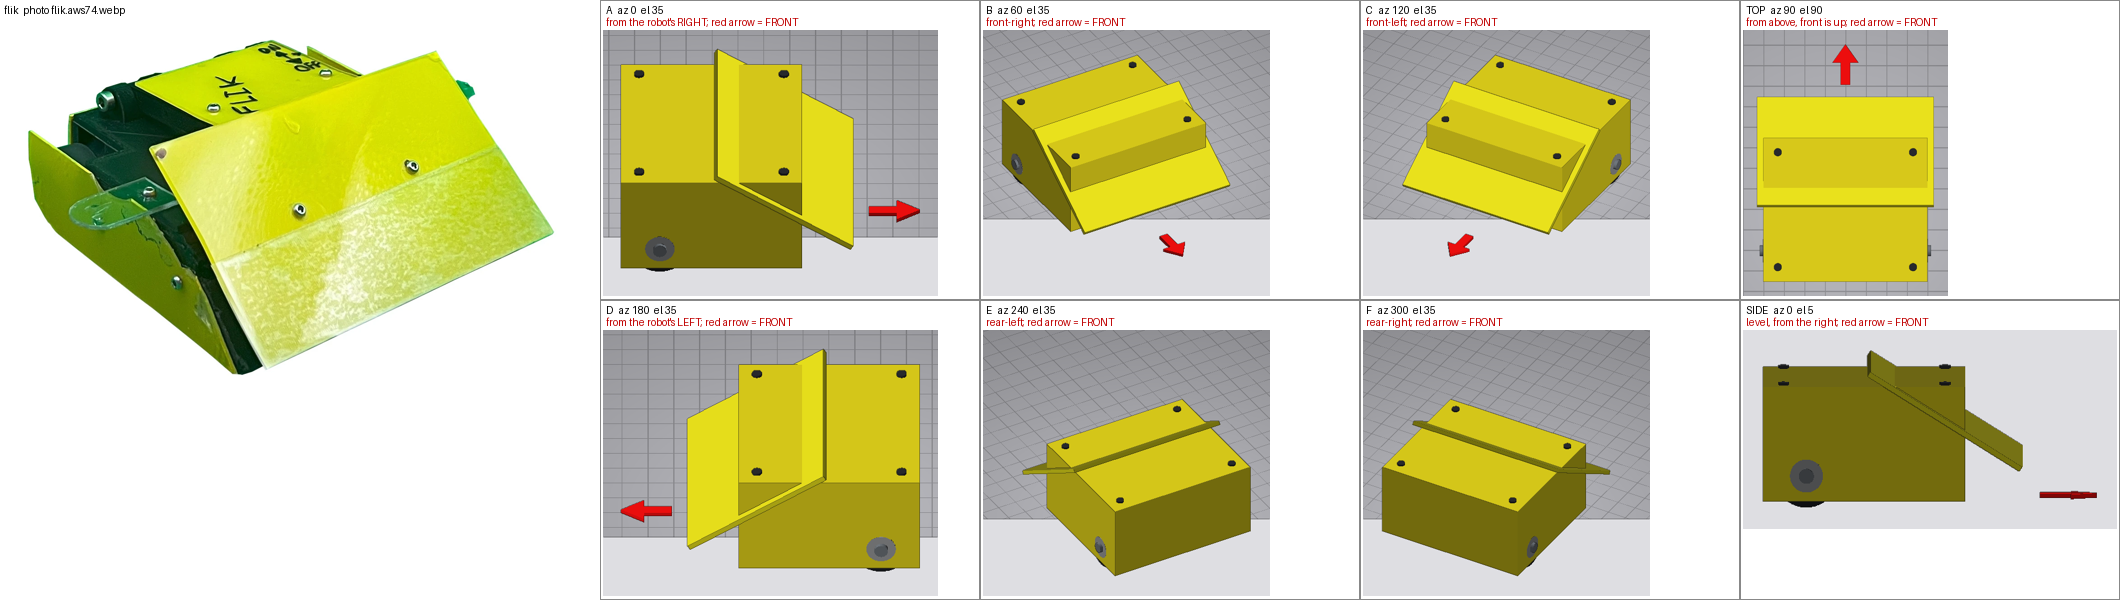 flik photo flik.aws74.webp
FLIK
A az 0 el 35
from the robot's RIGHT; red arrow = FRONT
B az 60 el 35
front-right; red arrow = FRONT
C az 120 el 35
front-left; red arrow = FRONT
TOP az 90 el 90
from above, front is up; red arrow = FRONT
D az 180 el 35
from the robot's LEFT; red arrow = FRONT
E az 240 el 35
rear-left; red arrow = FRONT
F az 300 el 35
rear-right; red arrow = FRONT
SIDE az 0 el 5
level, from the right; red arrow = FRONT